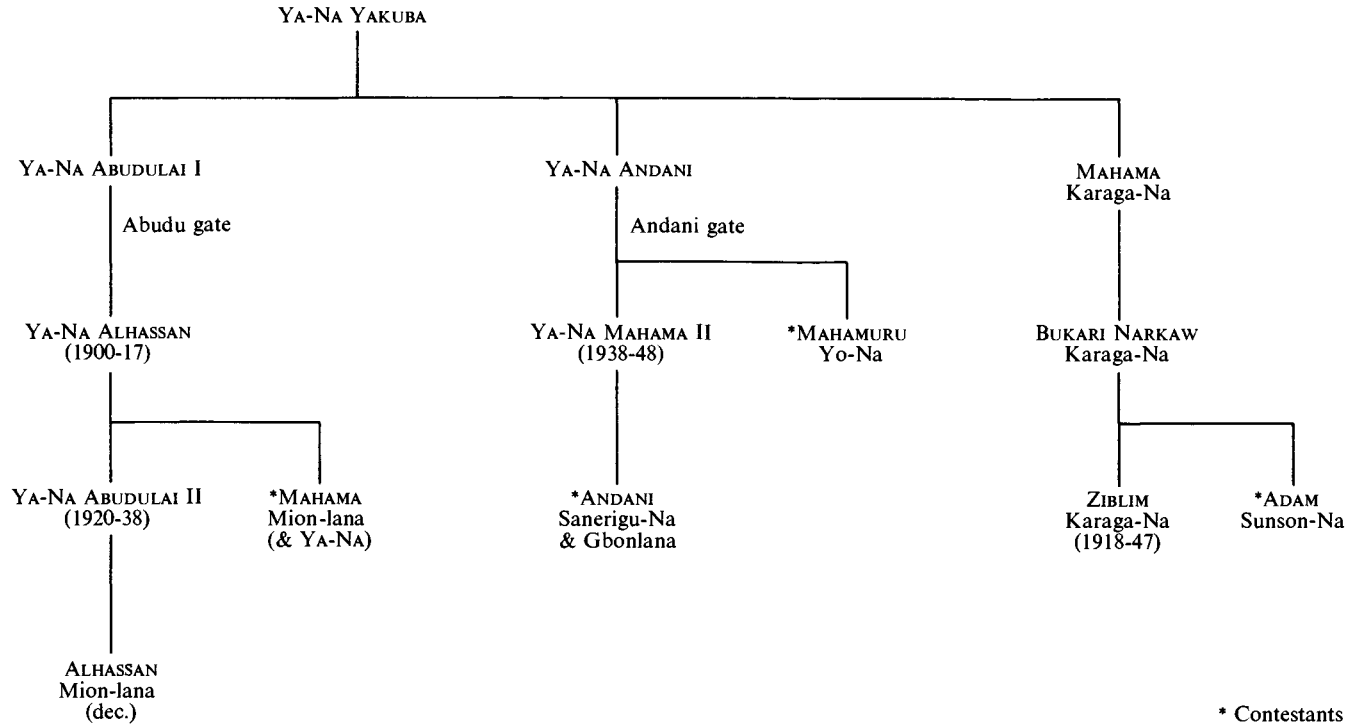 YA-NA YAKUBA
YA-NA ABUDULAI I
YA-NA ANDANI
MAHAMA
Karaga-Na
Abudu gate
Andani gate
YA-NA ALHASSAN
(1900-17)
YA-NA MAHAMA II
(1938-48)
*MAHAMURU
Yo-Na
BUKARI NARKAW
Karaga-Na
YA-NA ABUDULAI II
(1920-38)
*MAHAMA
Mion-lana
(& YA-NA)
*ANDANI
Sanerigu-Na
& Gbonlana
ZIBLIM
Karaga-Na
(1918-47)
*ADAM
Sunson-Na
ALHASSAN
Mion-lana
(dec.)
* Contestants